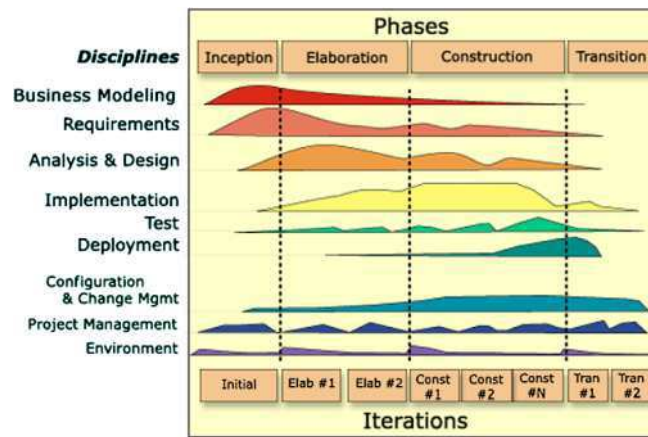 Phases
Disciplines Inception Elaboration Construction Transition
Business Modeling
Requirements
Analysis & Design
Implementation
Test
Deployment
Configuration
& Change Mgmt
Project Management
Environment
Initial Elab #1 Elab #2 Const #1 Const #2 Const #N Tran #1 Tran #2
Iterations